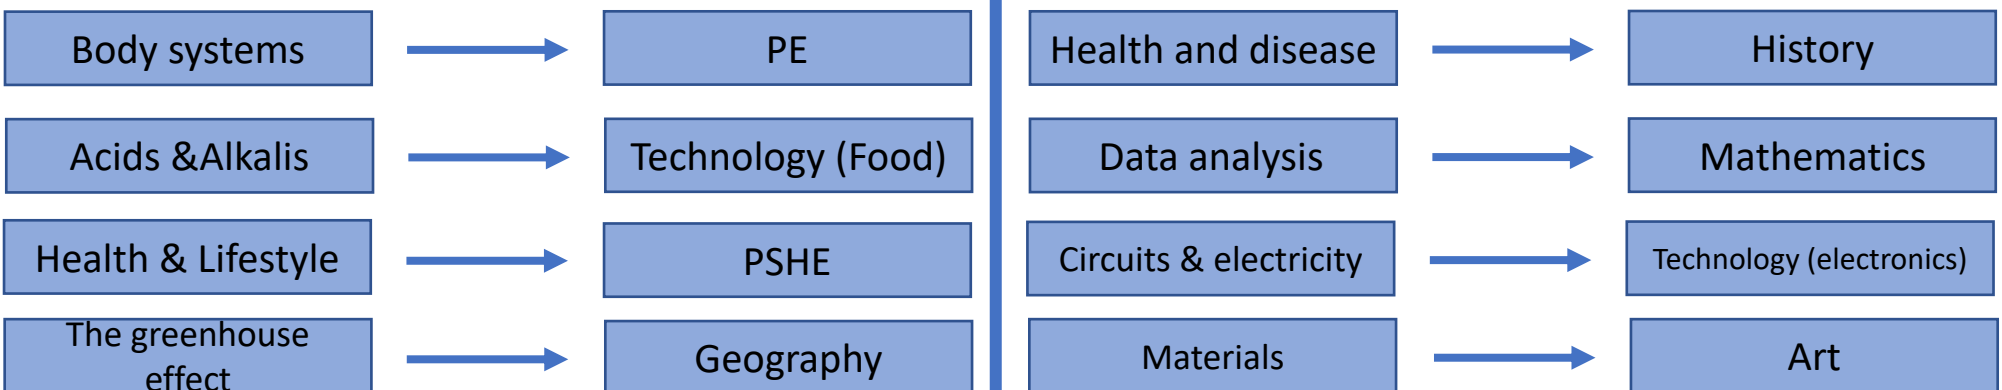 Body systems
PE
Acids &Alkalis
Technology (Food)
Health & Lifestyle
PSHE
The greenhouse
effect
Geography
Health and disease
History
Data analysis
Mathematics
Circuits & electricity
Technology (electronics)
Materials
Art